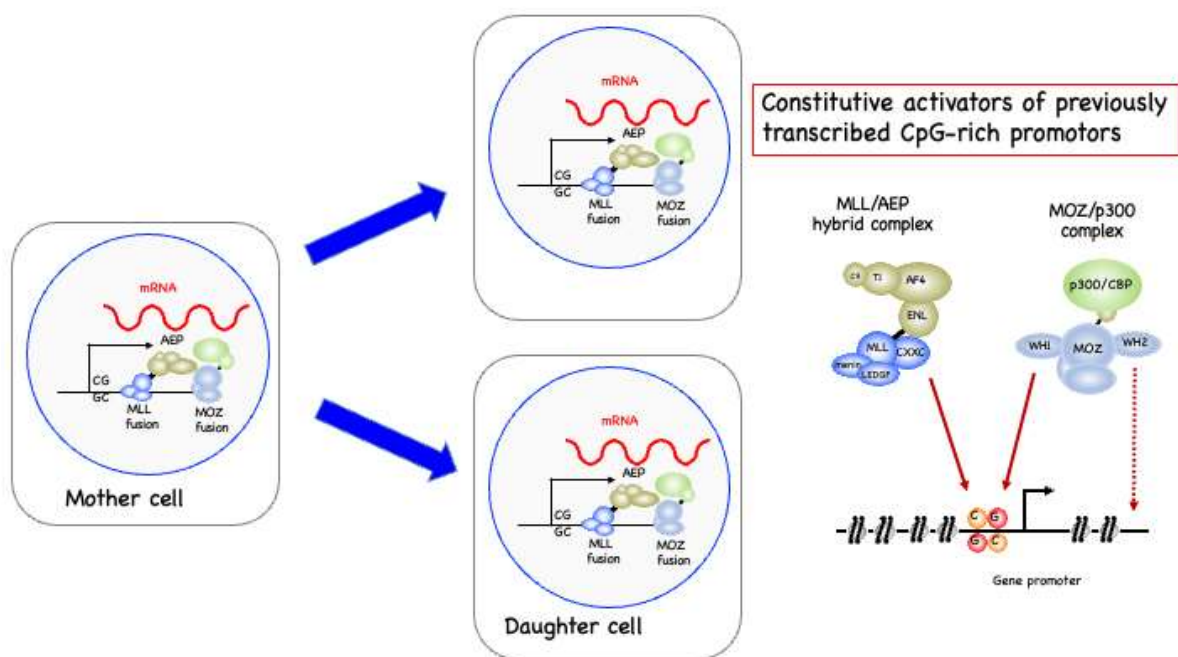 mRNA
AEP
CG
GC
MLL
fusion
MOZ
fusion
Mother cell
mRNA
AEP
CG
GC
MLL
fusion
MOZ
fusion
mRNA
AEP
CG
GC
MLL
fusion
MOZ
fusion
Daughter cell
Constitutive activators of previously
transcribed CpG-rich promotors
MLL/AEP
hybrid complex
MOZ/p300
complex
AF4
ENL
MLL
CXXC
menin
LEDGF
p300/CBP
WH1
MOZ
WH2
C G
G C
Gene promoter